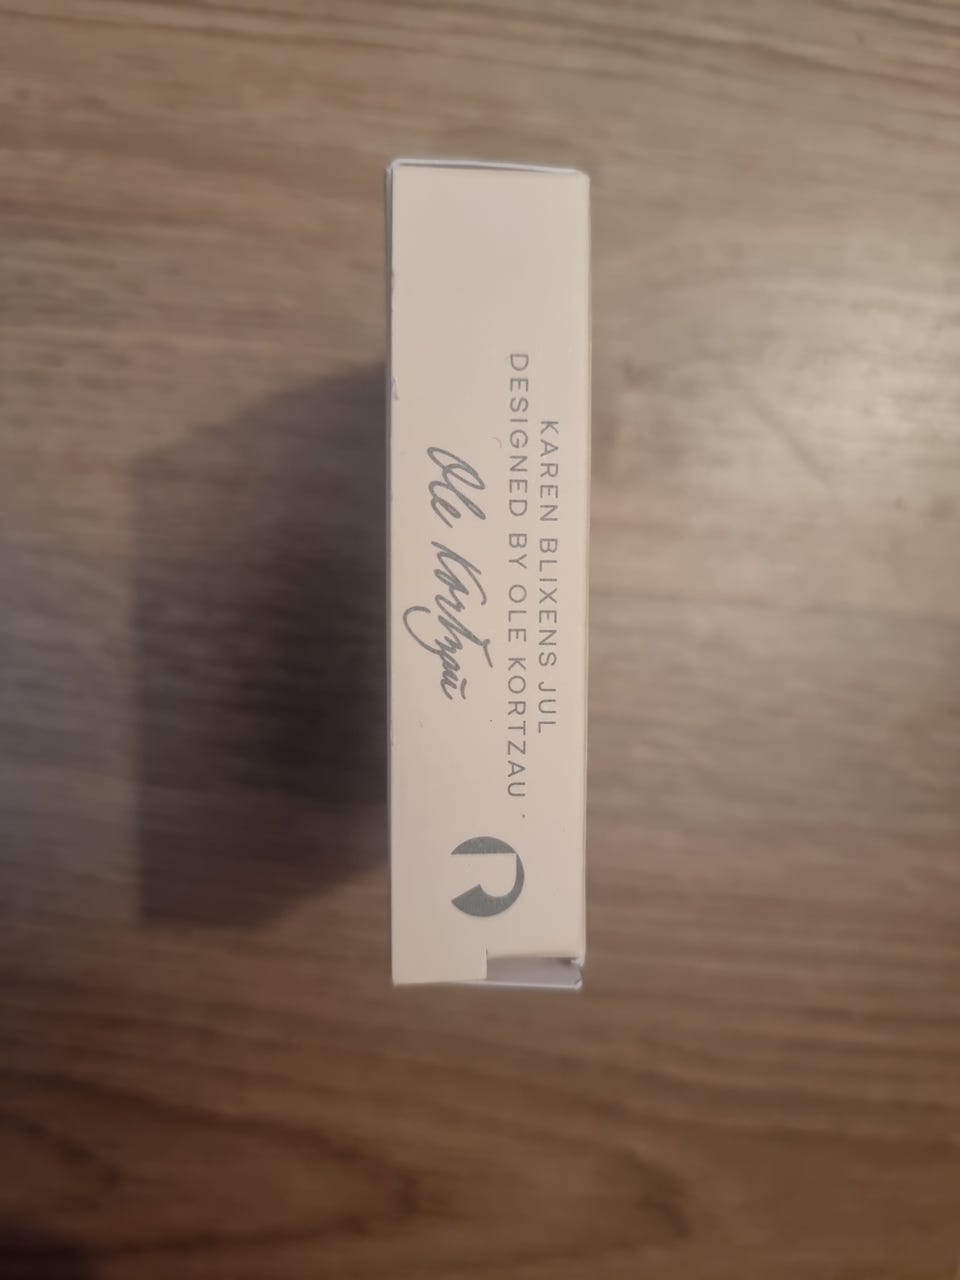 KAREN BLIXENS JUL
DESIGNED BY OLE KORTZAU
Ole Kortzau